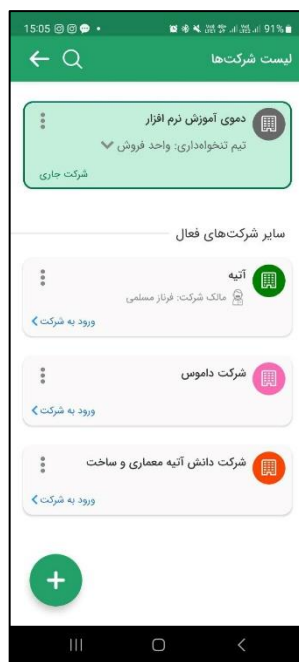 15:05
91%
لیست شرکت‌ها
دموی آموزش نرم افزار
تیم تنخواه‌داری: واحد فروش
شرکت جاری
سایر شرکت‌های فعال
آتیه
مالک شرکت: فرناز مسلمی
ورود به شرکت
شرکت داموس
ورود به شرکت
شرکت دانش آتیه معماری و ساخت
ورود به شرکت